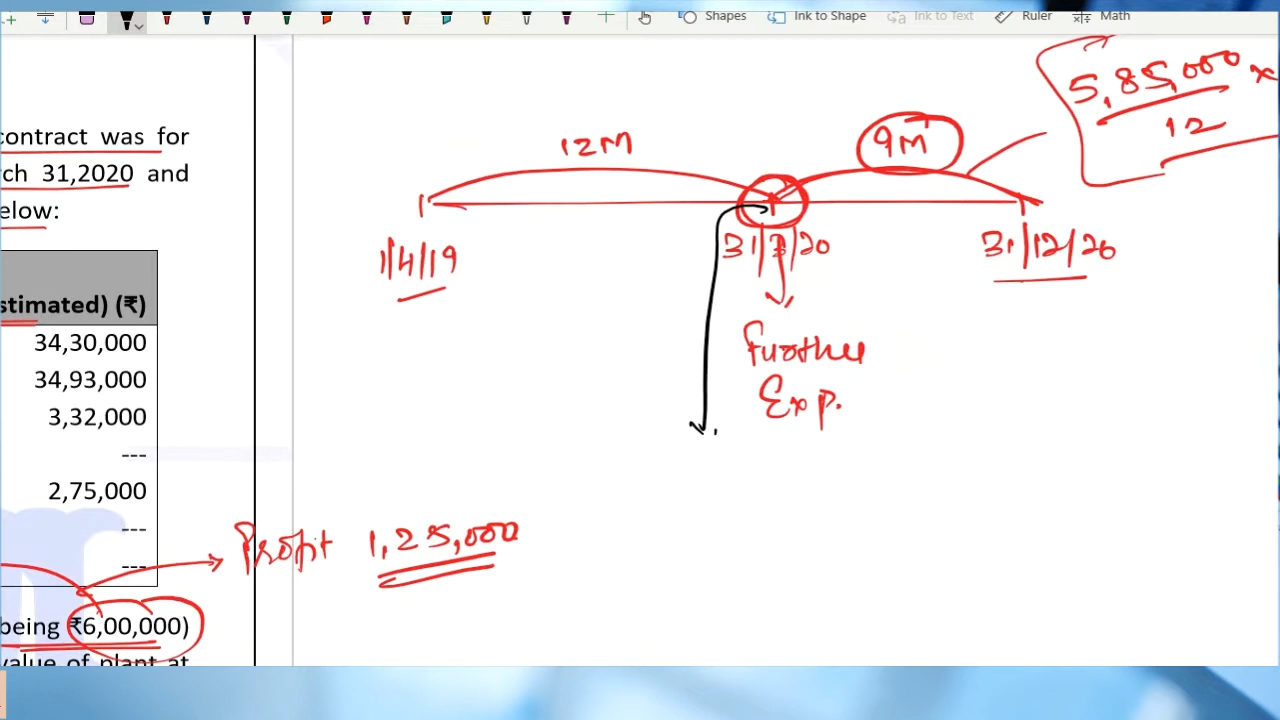 Shapes Ink to Shape Ink to Text Ruler Math
contract was for
rch 31,2020 and
below:
stimated) (₹)
34,30,000
34,93,000
3,32,000
---
2,75,000
---
---
being ₹6,00,000)
value of plant at
5,85,000 x
12
12M
9M
1/4/19
31/3/20
31/12/20
Further
Exp.
Profit 1,25,000